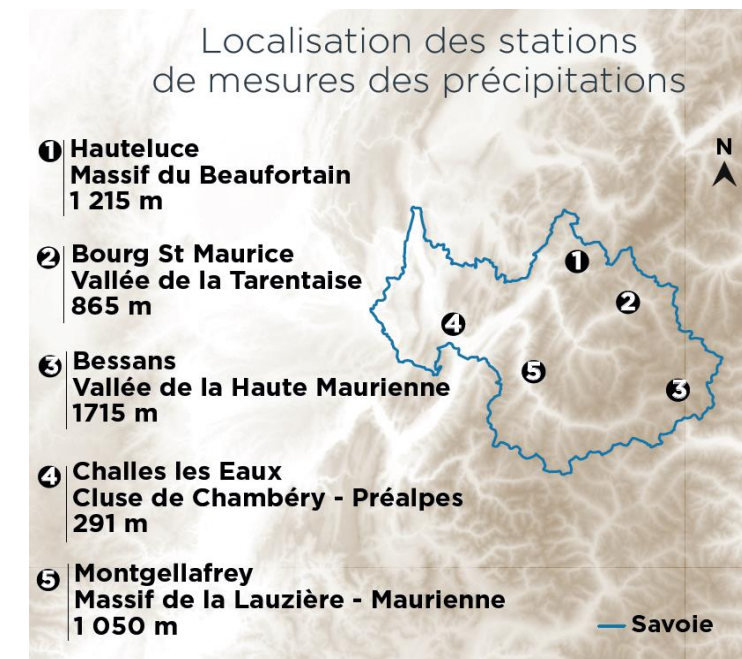 Localisation des stations
de mesures des précipitations
1 Hauteluce
Massif du Beaufortain
1 215 m
2 Bourg St Maurice
Vallée de la Tarentaise
865 m
3 Bessans
Vallée de la Haute Maurienne
1715 m
4 Challes les Eaux
Cluse de Chambéry - Préalpes
291 m
5 Montgellafrey
Massif de la Lauzière - Maurienne
1 050 m
N
1
2
4
5
3
Savoie